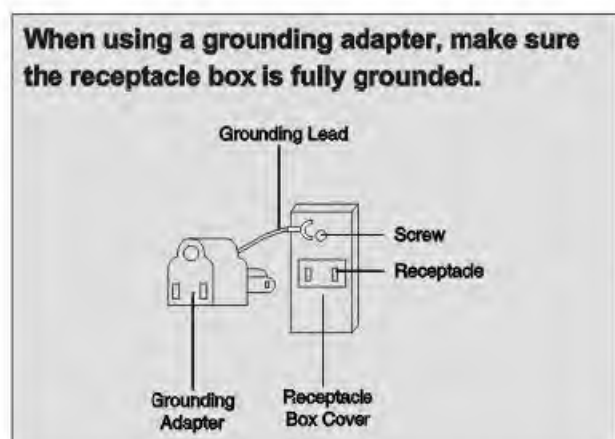 When using a grounding adapter, make sure
the receptacle box is fully grounded.
Grounding Lead
Screw
Receptacle
Grounding
Adapter
Receptacle
Box Cover